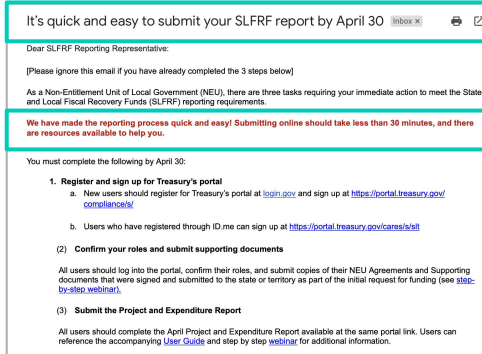 It's quick and easy to submit your SLFRF report by April 30 Inbox ×
Dear SLFRF Reporting Representative:
[Please ignore this email if you have already completed the 3 steps below]
As a Non-Entitlement Unit of Local Government (NEU), there are three tasks requiring your immediate action to meet the State
and Local Fiscal Recovery Funds (SLFRF) reporting requirements.
We have made the reporting process quick and easy! Submitting online should take less than 30 minutes, and there
are resources available to help you.
You must complete the following by April 30:
1. Register and sign up for Treasury's portal
a. New users should register for Treasury's portal at login.gov and sign up at https://portal.treasury.gov/
compliance/s/
b. Users who have registered through ID.me can sign up at https://portal.treasury.gov/cares/s/slt
(2) Confirm your roles and submit supporting documents
All users should log into the portal, confirm their roles, and submit copies of their NEU Agreements and Supporting
documents that were signed and submitted to the state or territory as part of the initial request for funding (see step-
by-step webinar).
(3) Submit the Project and Expenditure Report
All users should complete the April Project and Expenditure Report available at the same portal link. Users can
reference the accompanying User Guide and step by step webinar for additional information.